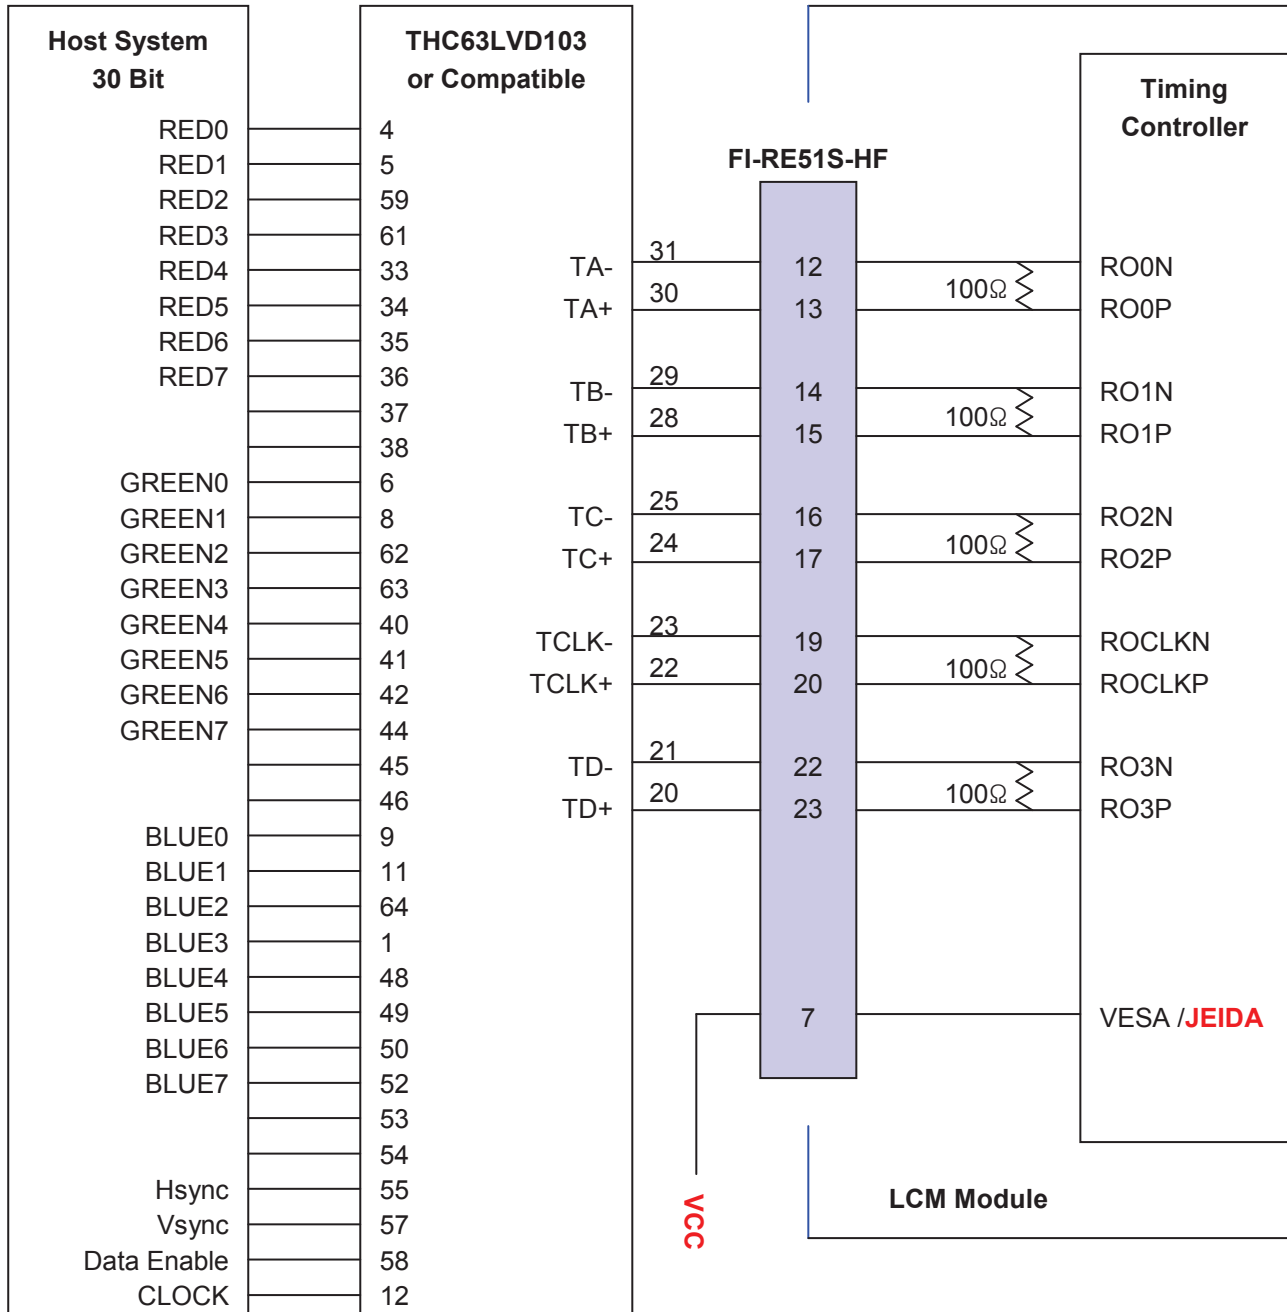 Host System
30 Bit
THC63LVD103
or Compatible
Timing
Controller
FI-RE51S-HF
RED0 4
RED1 5
RED2 59
RED3 61
RED4 33
RED5 34
RED6 35
RED7 36
37
38
GREEN0 6
GREEN1 8
GREEN2 62
GREEN3 63
GREEN4 40
GREEN5 41
GREEN6 42
GREEN7 44
45
46
BLUE0 9
BLUE1 11
BLUE2 64
BLUE3 1
BLUE4 48
BLUE5 49
BLUE6 50
BLUE7 52
53
54
Hsync 55
Vsync 57
Data Enable 58
CLOCK 12
TA- 31 12 RO0N
100Ω
TA+ 30 13 RO0P
TB- 29 14 RO1N
100Ω
TB+ 28 15 RO1P
TC- 25 16 RO2N
100Ω
TC+ 24 17 RO2P
TCLK- 23 19 ROCLKN
100Ω
TCLK+ 22 20 ROCLKP
TD- 21 22 RO3N
100Ω
TD+ 20 23 RO3P
7 VESA /JEIDA
VCC
LCM Module